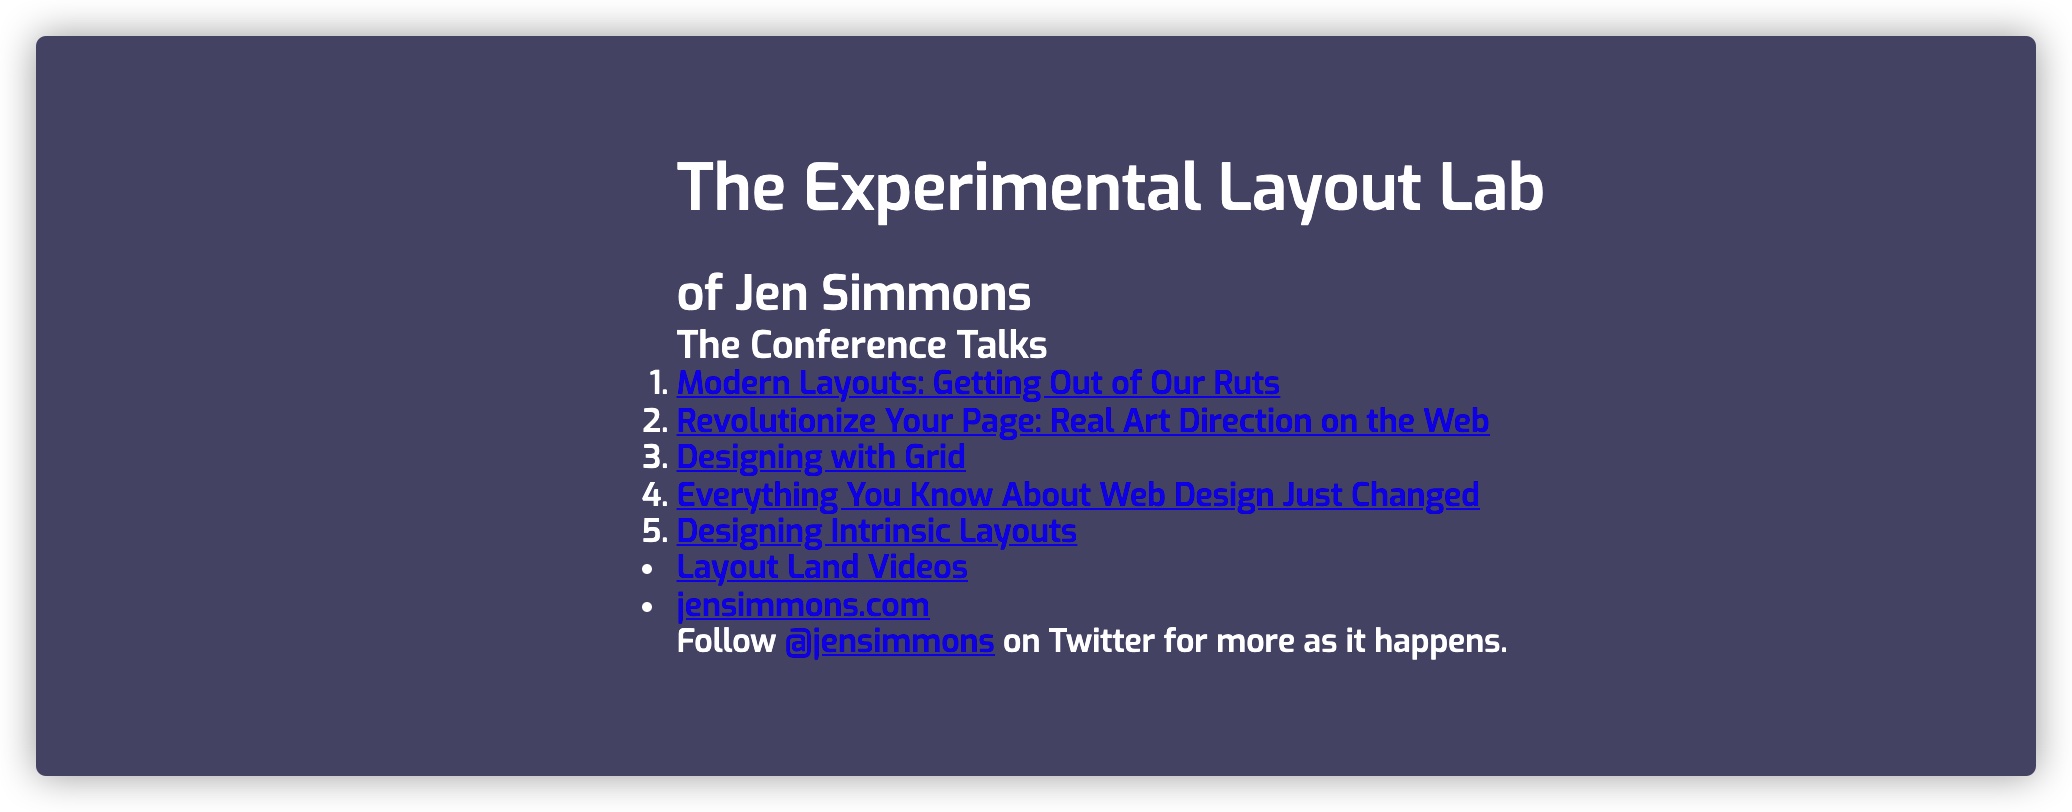 The Experimental Layout Lab
of Jen Simmons
The Conference Talks
1. Modern Layouts: Getting Out of Our Ruts
2. Revolutionize Your Page: Real Art Direction on the Web
3. Designing with Grid
4. Everything You Know About Web Design Just Changed
5. Designing Intrinsic Layouts
• Layout Land Videos
• jensimmons.com
Follow @jensimmons on Twitter for more as it happens.